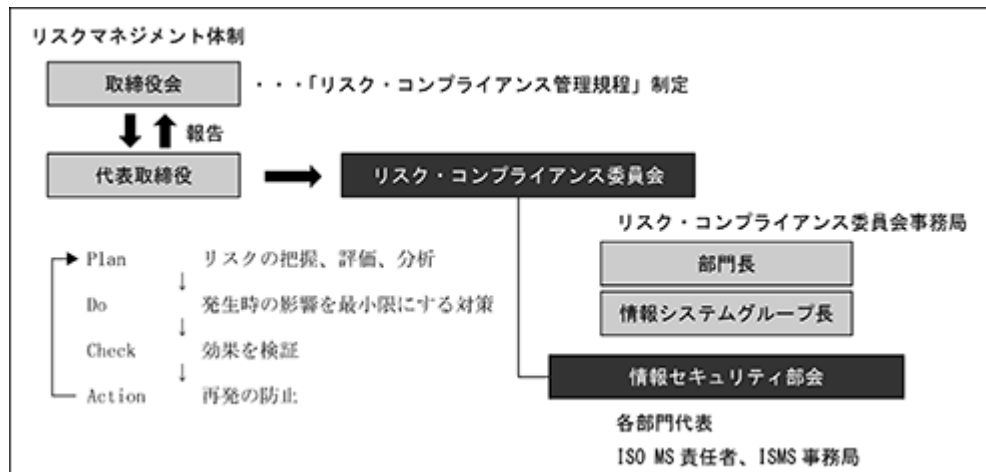 リスクマネジメント体制
取締役会
・・・「リスク・コンプライアンス管理規程」制定
報告
代表取締役
リスク・コンプライアンス委員会
リスク・コンプライアンス委員会事務局
部門長
情報システムグループ長
情報セキュリティ部会
各部門代表
ISO MS 責任者、ISMS 事務局
Plan リスクの把握、評価、分析
Do 発生時の影響を最小限にする対策
Check 効果を検証
Action 再発の防止